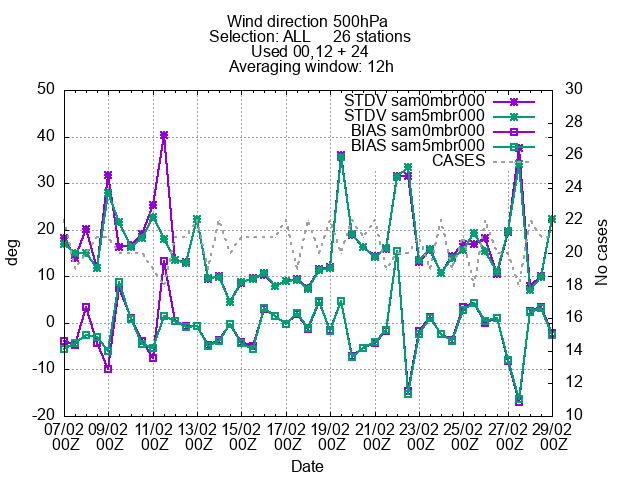 Wind direction 500hPa
Selection: ALL 26 stations
Used 00,12 + 24
Averaging window: 12h
STDV sam0mbr000
STDV sam5mbr000
BIAS sam0mbr000
BIAS sam5mbr000
CASES
50
40
30
20
10
0
-10
-20
deg
30
28
26
24
22
20
18
16
14
12
10
No cases
07/02 09/02 11/02 13/02 15/02 17/02 19/02 21/02 23/02 25/02 27/02 29/02
00Z 00Z 00Z 00Z 00Z 00Z 00Z 00Z 00Z 00Z 00Z 00Z
Date